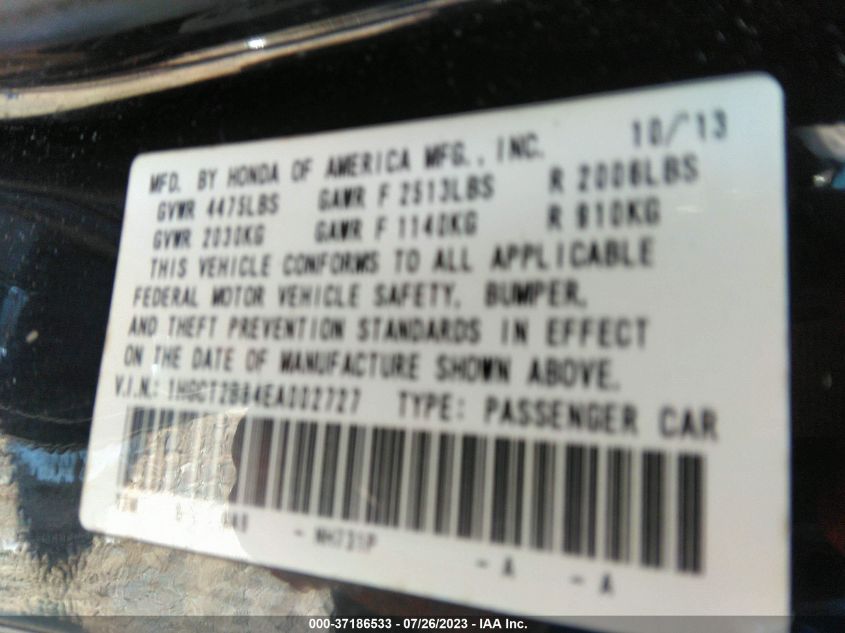 MFD. BY HONDA OF AMERICA MFG., INC. 10/'13
GVWR 4475LBS GAWR F 2513LBS R 2006LBS
GVWR 2030KG GAWR F 1140KG R 910KG
THIS VEHICLE CONFORMS TO ALL APPLICABLE
FEDERAL MOTOR VEHICLE SAFETY, BUMPER,
AND THEFT PREVENTION STANDARDS IN EFFECT
ON THE DATE OF MANUFACTURE SHOWN ABOVE.
V.I.N.: 1HGCT2B84EA002727 TYPE: PASSENGER CAR
- NH731P - A - A
000-37186533 - 07/26/2023 - IAA Inc.